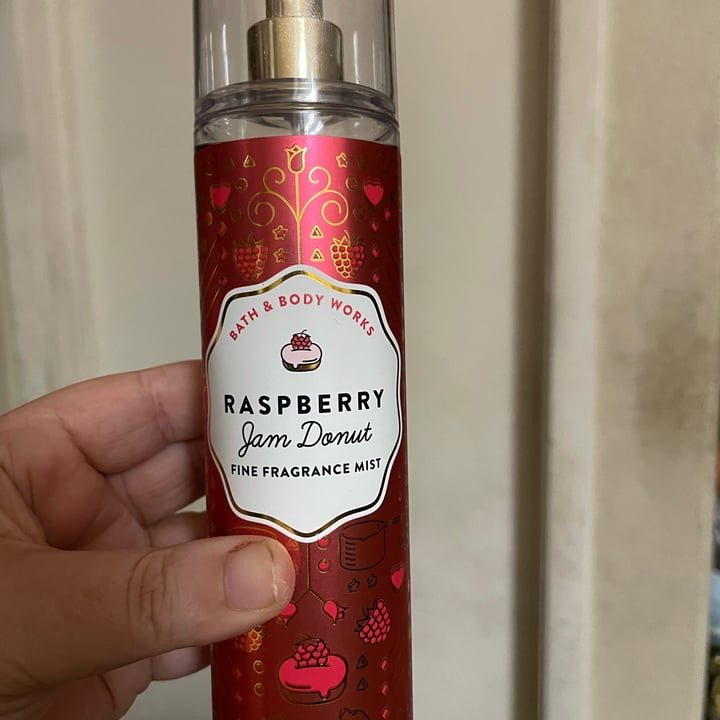 BATH & BODY WORKS
RASPBERRY
Jam Donut
FINE FRAGRANCE MIST